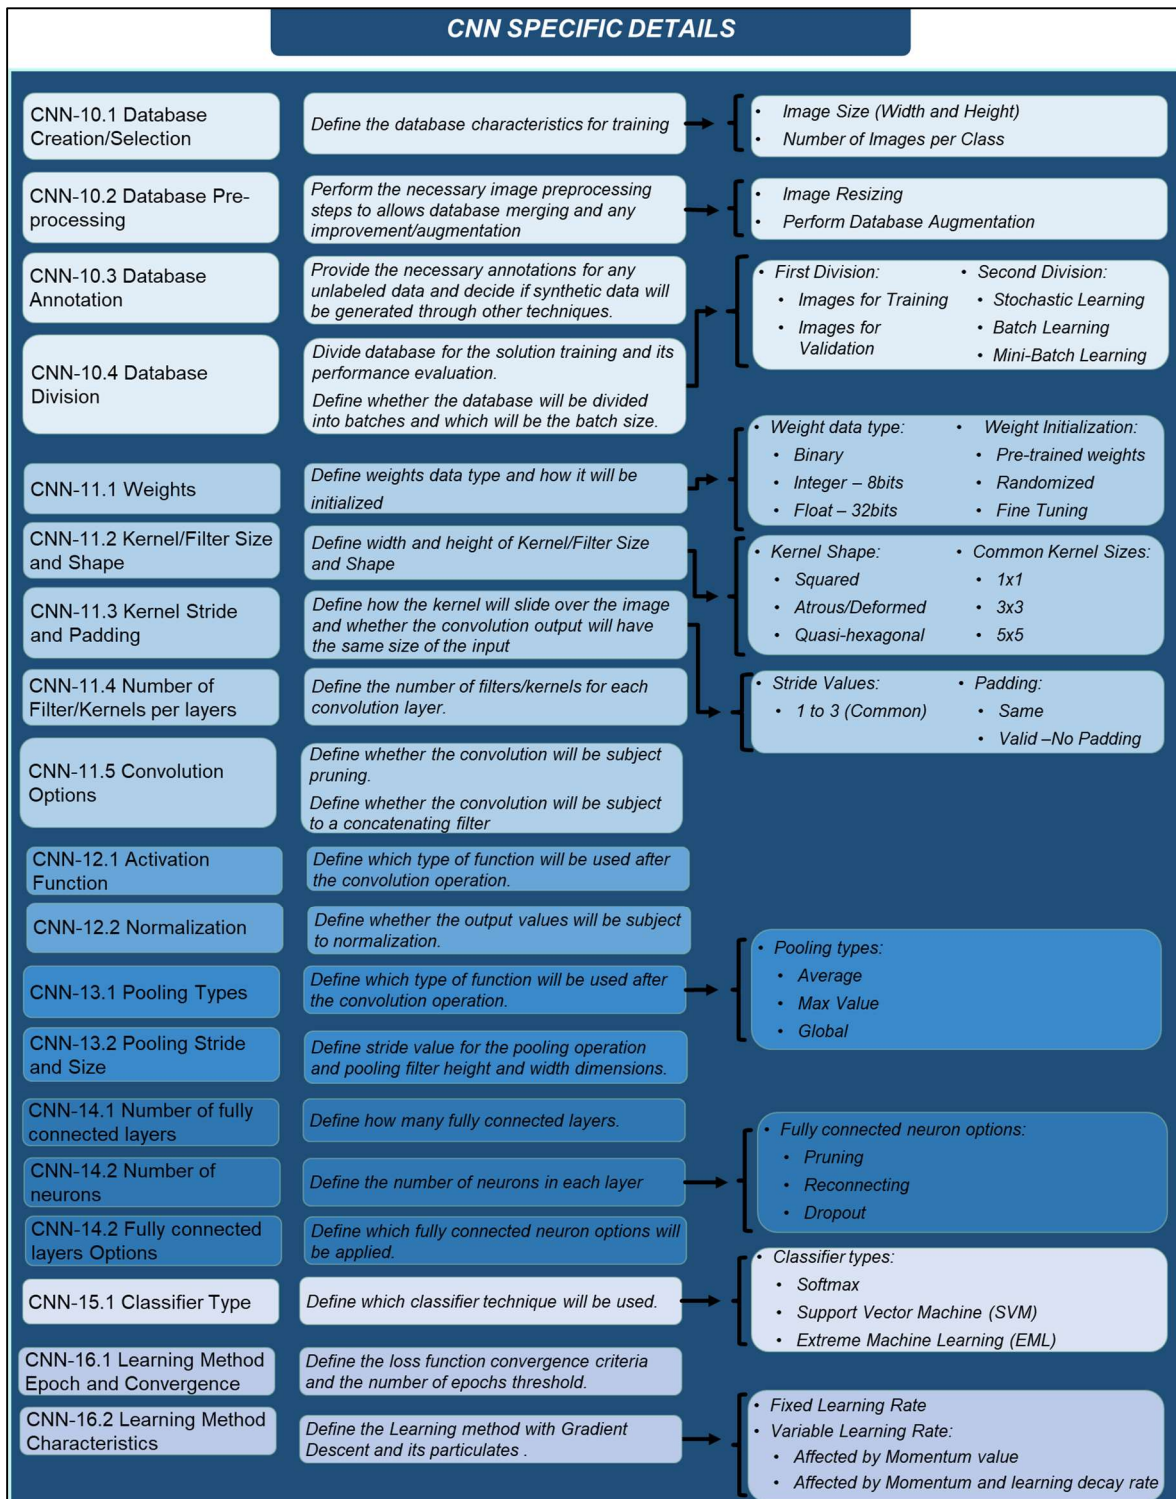 CNN SPECIFIC DETAILS
CNN-10.1 Database
Creation/Selection
Define the database characteristics for training
• Image Size (Width and Height)
• Number of Images per Class
CNN-10.2 Database Pre-
processing
Perform the necessary image preprocessing
steps to allows database merging and any
improvement/augmentation
• Image Resizing
• Perform Database Augmentation
CNN-10.3 Database
Annotation
Provide the necessary annotations for any
unlabeled data and decide if synthetic data will
be generated through other techniques.
CNN-10.4 Database
Division
Divide database for the solution training and its
performance evaluation.
Define whether the database will be divided
into batches and which will be the batch size.
• First Division:
• Images for Training
• Images for
Validation
• Second Division:
• Stochastic Learning
• Batch Learning
• Mini-Batch Learning
CNN-11.1 Weights
Define weights data type and how it will be
initialized
• Weight data type:
• Binary
• Integer – 8bits
• Float – 32bits
• Weight Initialization:
• Pre-trained weights
• Randomized
• Fine Tuning
CNN-11.2 Kernel/Filter Size
and Shape
Define width and height of Kernel/Filter Size
and Shape
• Kernel Shape:
• Squared
• Atrous/Deformed
• Quasi-hexagonal
• Common Kernel Sizes:
• 1x1
• 3x3
• 5x5
CNN-11.3 Kernel Stride
and Padding
Define how the kernel will slide over the image
and whether the convolution output will have
the same size of the input
• Stride Values:
• 1 to 3 (Common)
• Padding:
• Same
• Valid –No Padding
CNN-11.4 Number of
Filter/Kernels per layers
Define the number of filters/kernels for each
convolution layer.
CNN-11.5 Convolution
Options
Define whether the convolution will be subject
pruning.
Define whether the convolution will be subject
to a concatenating filter
CNN-12.1 Activation
Function
Define which type of function will be used after
the convolution operation.
CNN-12.2 Normalization
Define whether the output values will be subject
to normalization.
CNN-13.1 Pooling Types
Define which type of function will be used after
the convolution operation.
• Pooling types:
• Average
• Max Value
• Global
CNN-13.2 Pooling Stride
and Size
Define stride value for the pooling operation
and pooling filter height and width dimensions.
CNN-14.1 Number of fully
connected layers
Define how many fully connected layers.
CNN-14.2 Number of
neurons
Define the number of neurons in each layer
• Fully connected neuron options:
• Pruning
• Reconnecting
• Dropout
CNN-14.2 Fully connected
layers Options
Define which fully connected neuron options will
be applied.
CNN-15.1 Classifier Type
Define which classifier technique will be used.
• Classifier types:
• Softmax
• Support Vector Machine (SVM)
• Extreme Machine Learning (EML)
CNN-16.1 Learning Method
Epoch and Convergence
Define the loss function convergence criteria
and the number of epochs threshold.
CNN-16.2 Learning Method
Characteristics
Define the Learning method with Gradient
Descent and its particulates .
• Fixed Learning Rate
• Variable Learning Rate:
• Affected by Momentum value
• Affected by Momentum and learning decay rate